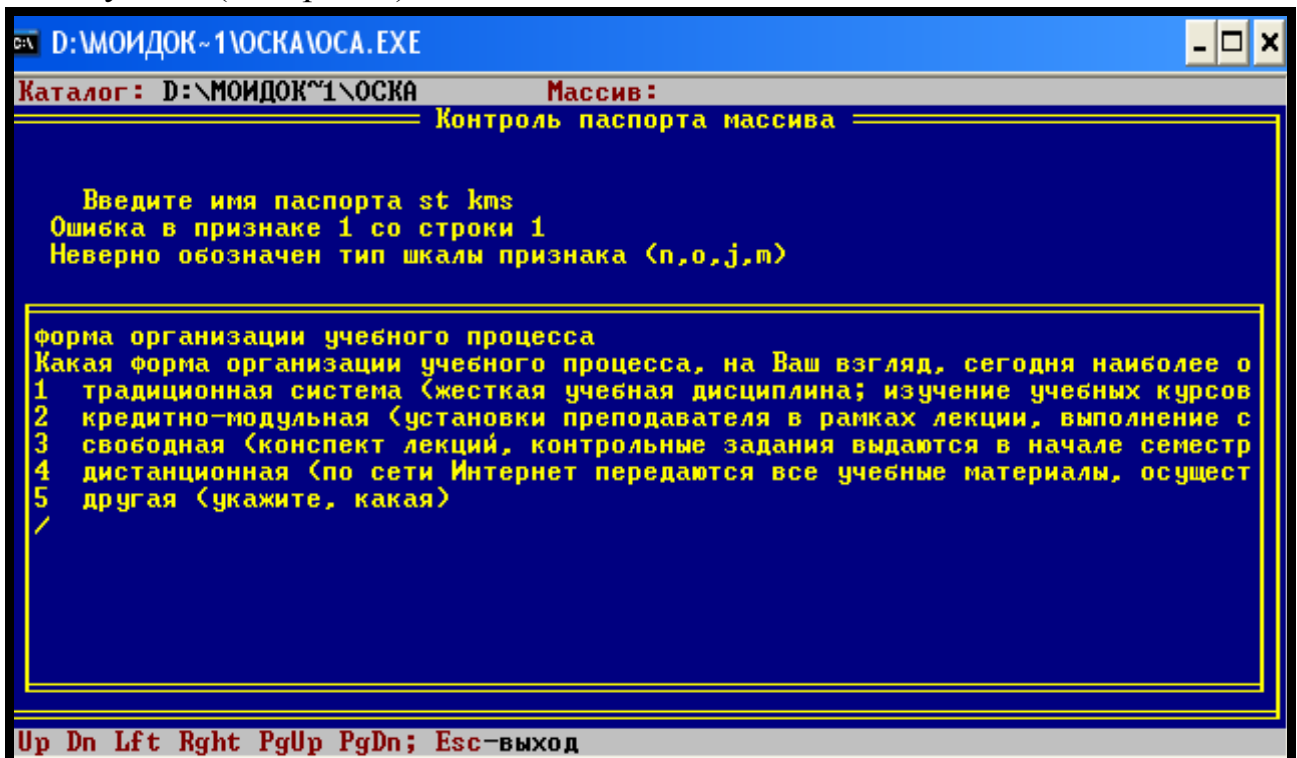 D:\МОИДОК~1\ОСКА\ОСА.EXE
Каталог: D:\МОИДОК~1\ОСКА Массив:
Контроль паспорта массива
Введите имя паспорта st kms
Ошибка в признаке 1 со строки 1
Неверно обозначен тип шкалы признака (n,o,j,m)
форма организации учебного процесса
Какая форма организации учебного процесса, на Ваш взгляд, сегодня наиболее о
1 традиционная система (жесткая учебная дисциплина; изучение учебных курсов
2 кредитно-модульная (установки преподавателя в рамках лекции, выполнение с
3 свободная (конспект лекций, контрольные задания выдаются в начале семестр
4 дистанционная (по сети Интернет передаются все учебные материалы, осущест
5 другая (укажите, какая)
/
Up Dn Lft Rght PgUp PgDn; Esc-выход